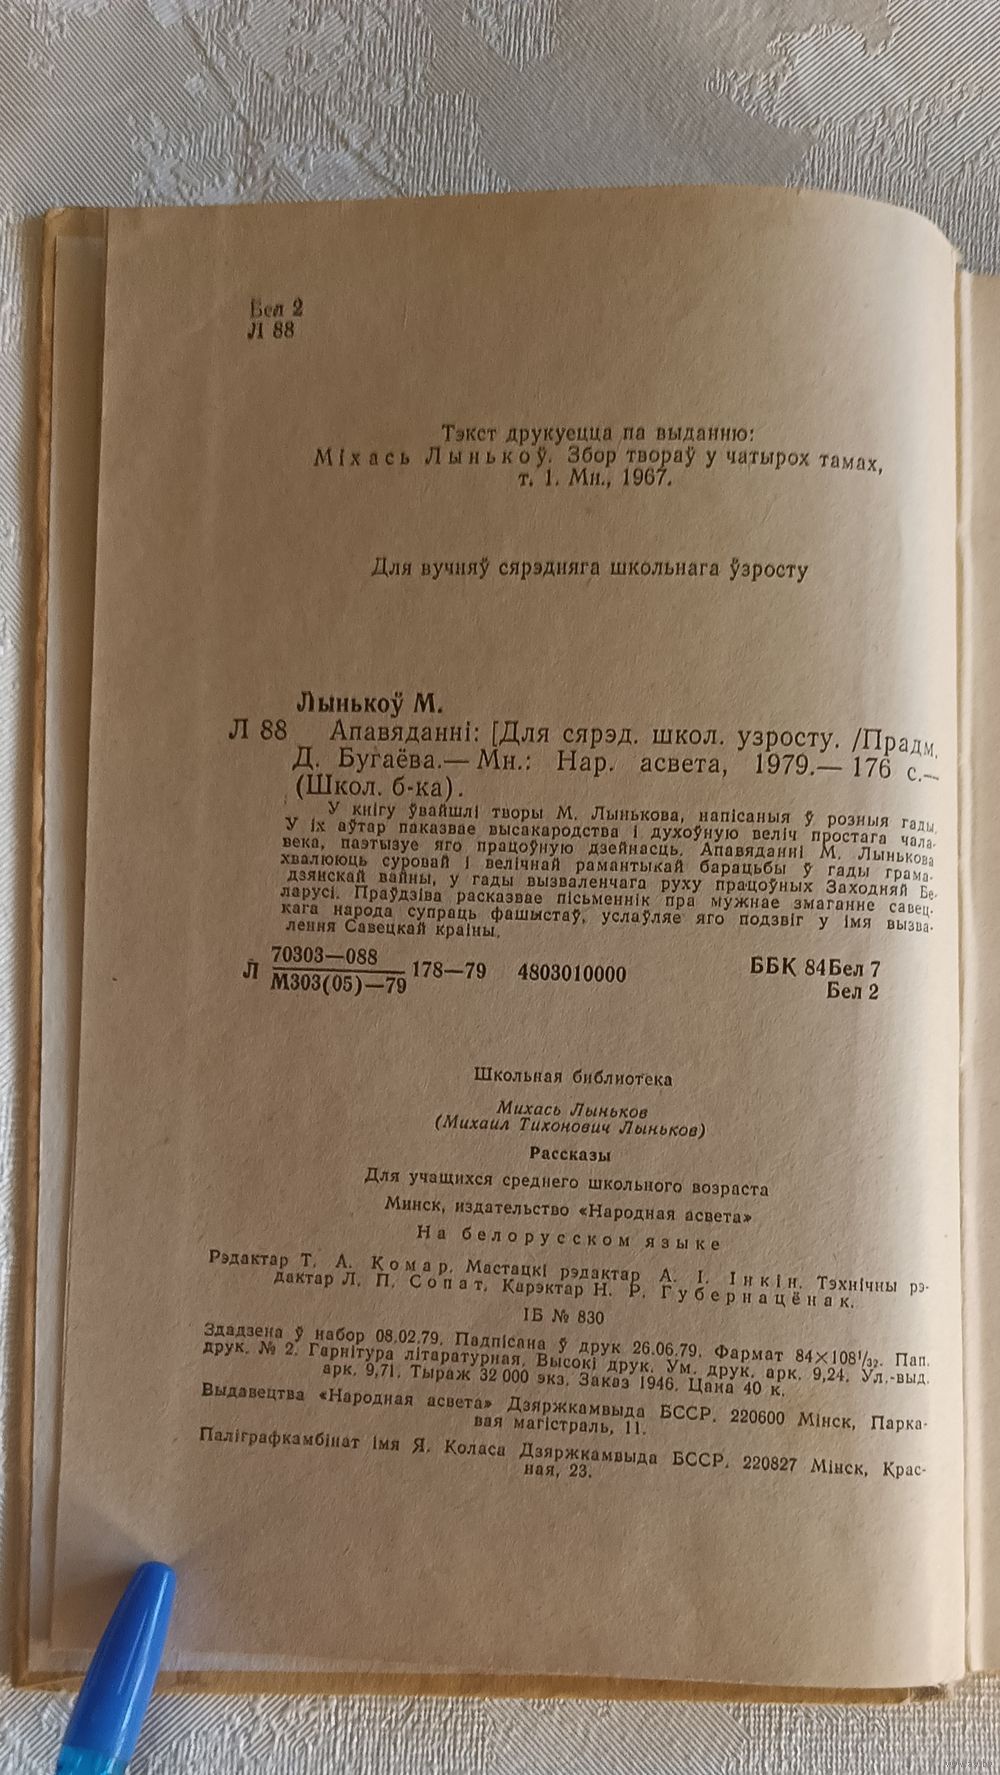 Бел 2
Л 88
Тэкст друкуецца па выданню:
Міхась Лынькоў. Збор твораў у чатырох тамах,
т. 1. Мн., 1967.
Для вучняў сярэдняга школьнага ўзросту
Лынькоў М.
Л 88 Апавяданні: [Для сярэд. школ. узросту. /Прадм.
Д. Бугаёва.— Мн.: Нар. асвета, 1979.— 176 с.—
(Школ. б-ка).
У кнігу ўвайшлі творы М. Лынькова, напісаныя ў розныя гады.
У іх аўтар паказвае высакародства і духоўную веліч простага чала-
века, паэтызуе яго працоўную дзейнасць. Апавяданні М. Лынькова
хвалююць суровай і велічнай рамантыкай барацьбы ў гады грама-
дзянскай вайны, у гады вызваленчага руху працоўных Заходняй Бе-
ларусі. Праўдзіва расказвае пісьменнік пра мужнае змаганне савец-
кага народа супраць фашыстаў, услаўляе яго подзвіг у імя вызва-
лення Савецкай краіны.
Л 70303—088
М303(05)—79 178—79 4803010000 ББК 84Бел 7
Бел 2
Школьная библиотека
Михась Лыньков
(Михаил Тихонович Лыньков)
Рассказы
Для учащихся среднего школьного возраста
Минск, издательство «Народная асвета»
На белорусском языке
Рэдактар Т. А. Комар. Мастацкі рэдактар А. І. Інкін. Тэхнічны рэ-
дактар Л. П. Сопат. Карэктар Н. Р. Губернацёнак.
ІБ № 830
Здадзена ў набор 08.02.79. Падпісана ў друк 26.06.79. Фармат 84×108¹/₃₂. Пап.
друк. № 2. Гарнітура літаратурная. Высокі друк. Ум. друк. арк. 9,24. Ул.-выд.
арк. 9,71. Тыраж 32 000 экз. Заказ 1946. Цана 40 к.
Выдавецтва «Народная асвета» Дзяржкамвыда БССР. 220600 Мінск, Парка-
вая магістраль, 11.
Паліграфкамбінат імя Я. Коласа Дзяржкамвыда БССР. 220827 Мінск, Крас-
ная, 23.